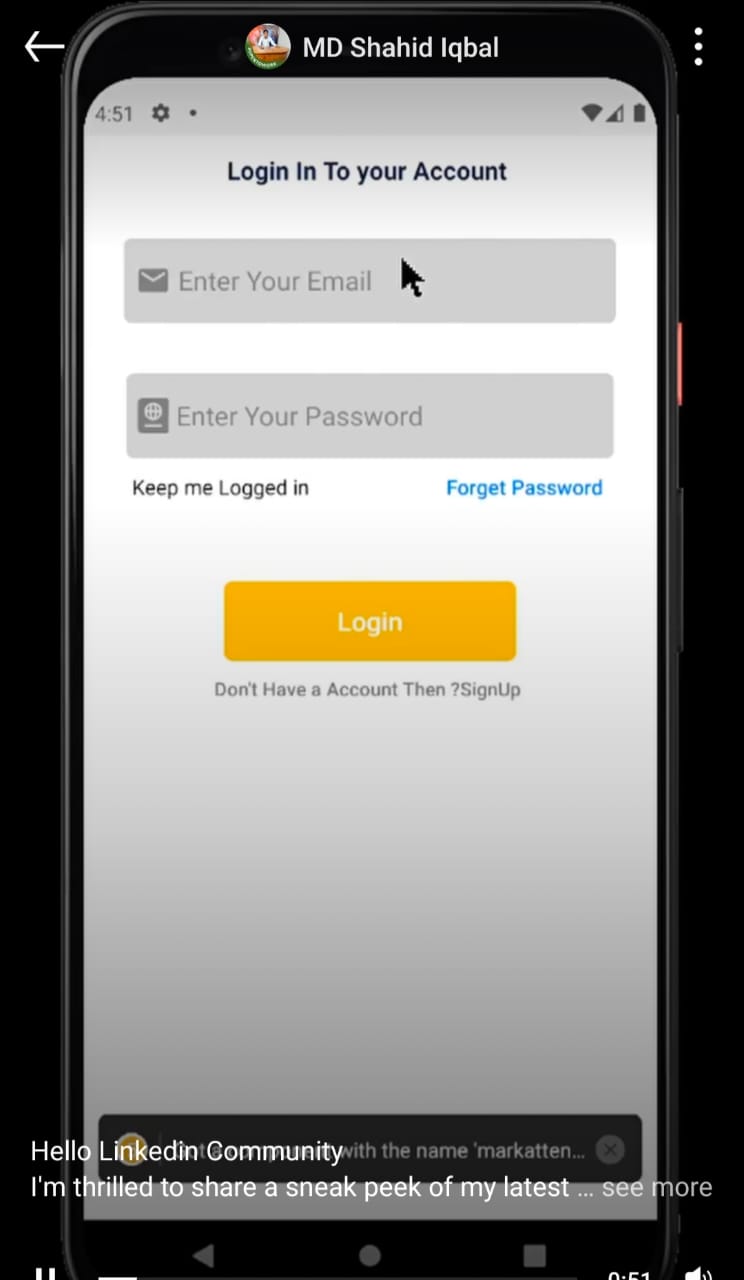 MD Shahid Iqbal
4:51
Login In To your Account
Enter Your Email
Enter Your Password
Keep me Logged in
Forget Password
Login
Don't Have a Account Then ?SignUp
with the name 'markatten...
Hello Linkedin Community
I'm thrilled to share a sneak peek of my latest ... see more
0:51